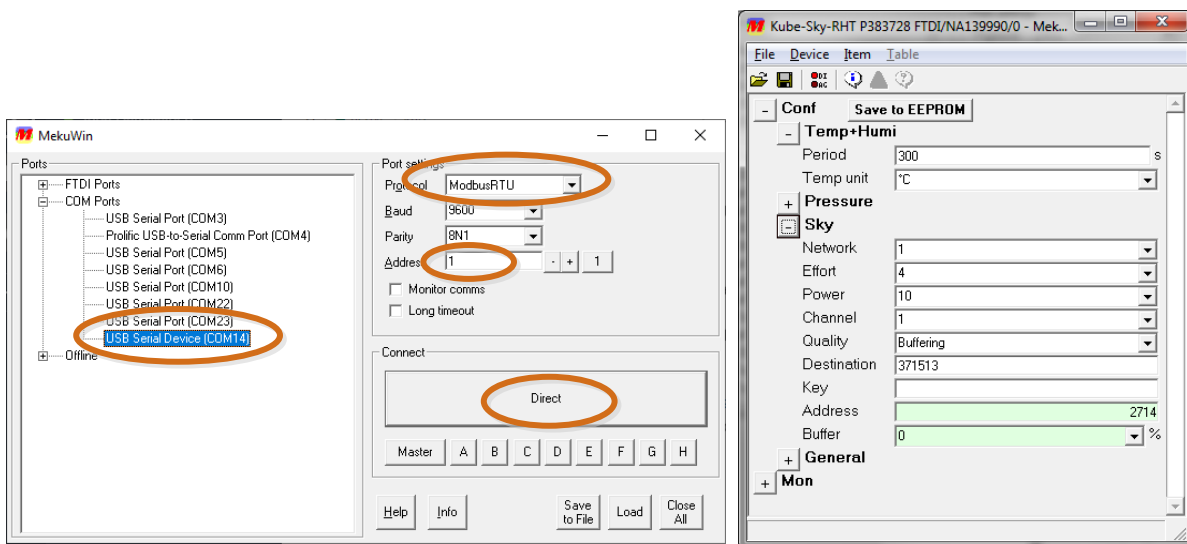 MekuWin
Ports
FTDI Ports
COM Ports
USB Serial Port (COM3)
Prolific USB-to-Serial Comm Port (COM4)
USB Serial Port (COM5)
USB Serial Port (COM6)
USB Serial Port (COM10)
USB Serial Port (COM22)
USB Serial Port (COM23)
USB Serial Device (COM14)
Offline
Port settings
Protocol ModbusRTU
Baud 9600
Parity 8N1
Address 1 - + 1
Monitor comms
Long timeout
Connect
Direct
Master A B C D E F G H
Help Info Save to File Load Close All
Kube-Sky-RHT P383728 FTDI/NA139990/0 - Mek...
File Device Item Table
DI AG
- Conf Save to EEPROM
- Temp+Humi
Period 300 s
Temp unit °C
+ Pressure
- Sky
Network 1
Effort 4
Power 10
Channel 1
Quality Buffering
Destination 371513
Key
Address 2714
Buffer 0 %
+ General
+ Mon